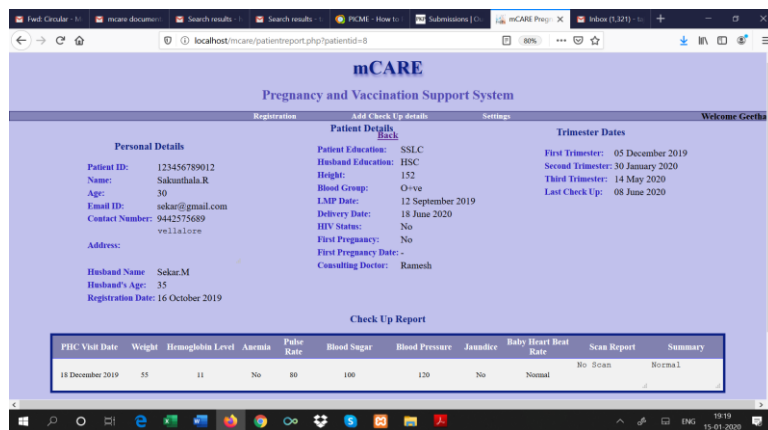 Fwd: Circular - M
mcare document
Search results - I
Search results - L
PICME - How to
Submissions | O
mCARE Pregn
Inbox (1,321) - s
localhost/mcare/patientreport.php?patientid=8
80%
mCARE
Pregnancy and Vaccination Support System
Registration
Add Check Up details
Settings
Welcome Geetha
Personal Details
Patient ID: 123456789012
Name: Sakunthala.R
Age: 30
Email ID: sekar@gmail.com
Contact Number: 9442575689
vellalore
Address:
Husband Name Sekar.M
Husband's Age: 35
Registration Date: 16 October 2019
Patient Details
Back
Patient Education: SSLC
Husband Education: HSC
Height: 152
Blood Group: O+ve
LMP Date: 12 September 2019
Delivery Date: 18 June 2020
HIV Status: No
First Pregnancy: No
First Pregnancy Date: -
Consulting Doctor: Ramesh
Trimester Dates
First Trimester: 05 December 2019
Second Trimester: 30 January 2020
Third Trimester: 14 May 2020
Last Check Up: 08 June 2020
Check Up Report
PHC Visit Date Weight Hemoglobin Level Anemia Pulse Rate Blood Sugar Blood Pressure Jaundice Baby Heart Beat Rate Scan Report Summary
18 December 2019 55 11 No 80 100 120 No Normal No Scan Normal
ENG
19:19
15-01-2020